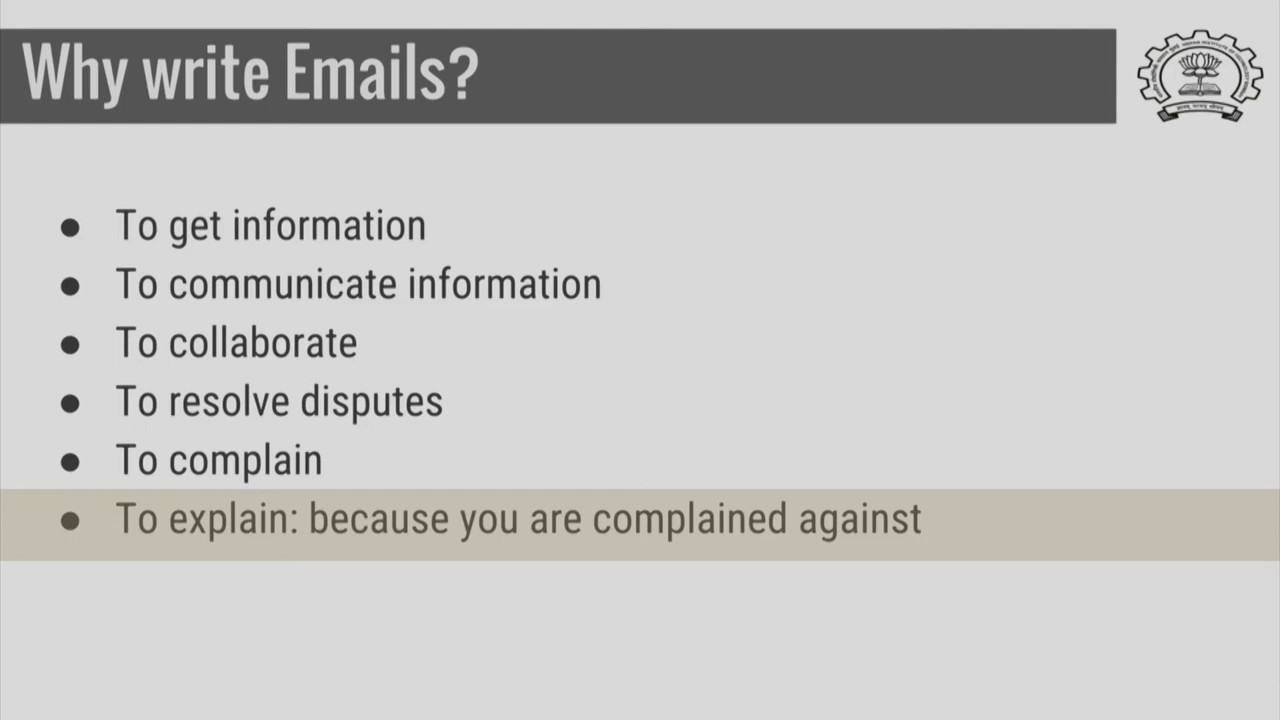 Why write Emails?
● To get information
● To communicate information
● To collaborate
● To resolve disputes
● To complain
● To explain: because you are complained against